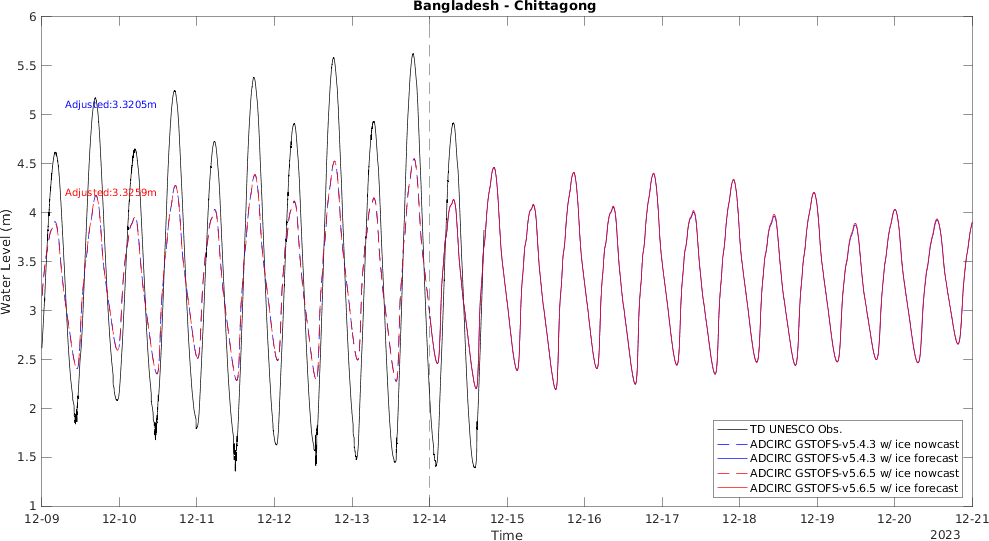 Bangladesh - Chittagong
6
5.5
5
4.5
4
3.5
3
2.5
2
1.5
1
Water Level (m)
Adjusted:3.3205m
Adjusted:3.3259m
TD UNESCO Obs.
ADCIRC GSTOFS-v5.4.3 w/ ice nowcast
ADCIRC GSTOFS-v5.4.3 w/ ice forecast
ADCIRC GSTOFS-v5.6.5 w/ ice nowcast
ADCIRC GSTOFS-v5.6.5 w/ ice forecast
12-09 12-10 12-11 12-12 12-13 12-14 12-15 12-16 12-17 12-18 12-19 12-20 12-21
Time
2023